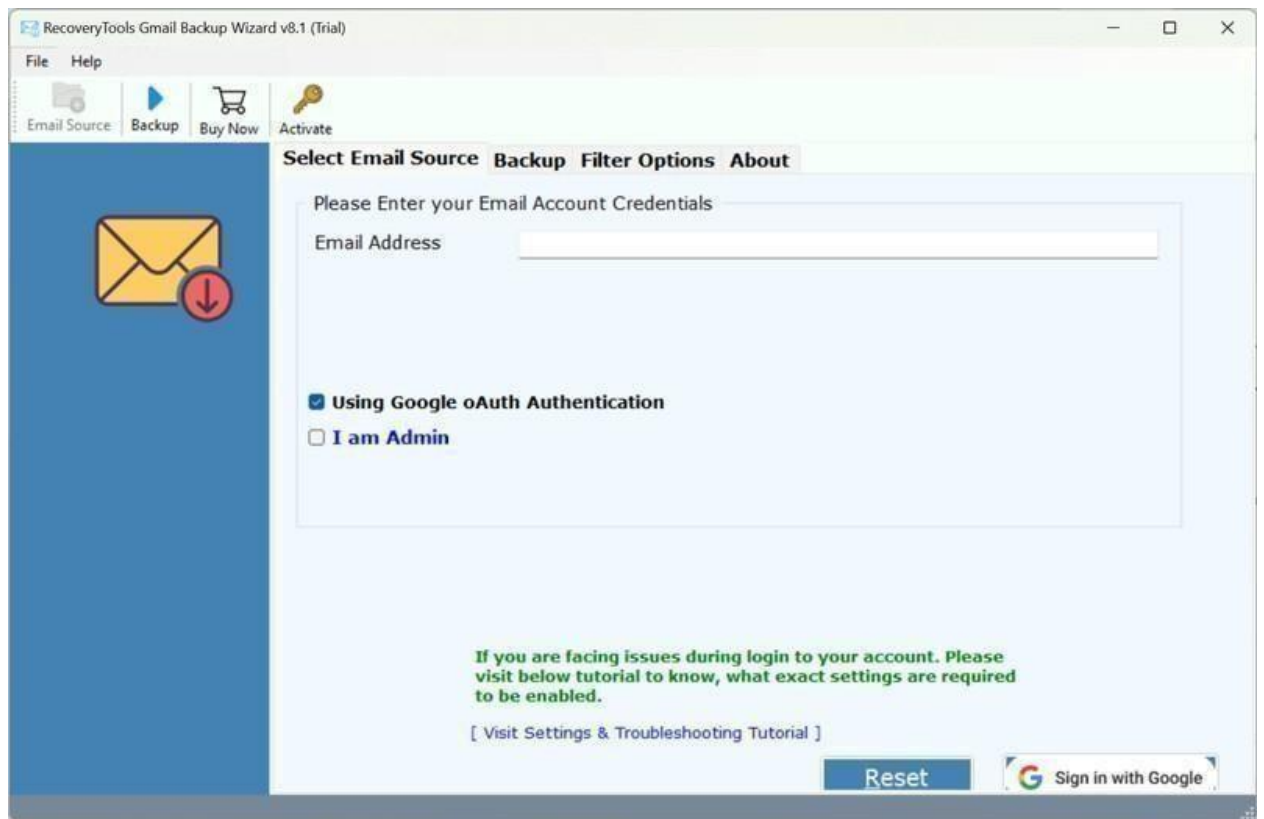 RecoveryTools Gmail Backup Wizard v8.1 (Trial)
File Help
Email Source Backup Buy Now Activate
Select Email Source Backup Filter Options About
Please Enter your Email Account Credentials
Email Address
Using Google oAuth Authentication
I am Admin
If you are facing issues during login to your account. Please
visit below tutorial to know, what exact settings are required
to be enabled.
[ Visit Settings & Troubleshooting Tutorial ]
Reset Sign in with Google